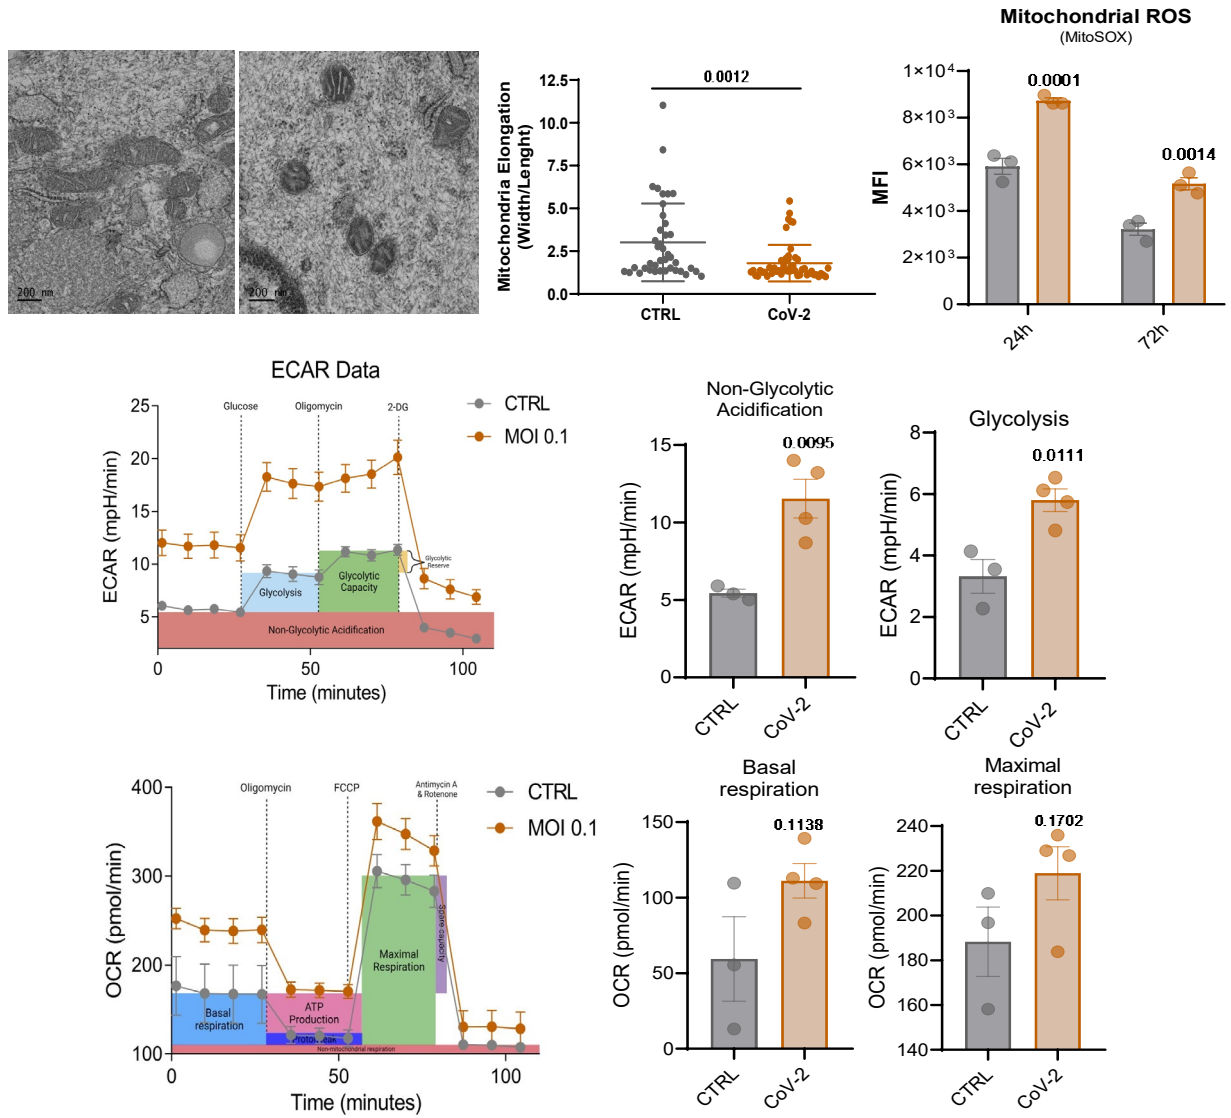 Mitochondrial ROS
(MitoSOX)
200 nm
200 nm
Mitochondria Elongation
(Width/Lenght)
12.5
10.0
7.5
5.0
2.5
0.0
0.0012
CTRL
CoV-2
MFI
1×10⁴
8×10³
6×10³
4×10³
2×10³
0
0.0001
0.0014
24h
72h
ECAR Data
ECAR (mpH/min)
25
20
15
10
5
Glucose
Oligomycin
2-DG
CTRL
MOI 0.1
Glycolysis
Glycolytic
Capacity
Glycolytic
Reserve
Non-Glycolytic Acidification
0
50
100
Time (minutes)
Non-Glycolytic
Acidification
ECAR (mpH/min)
15
10
5
0
0.0095
CTRL
CoV-2
Glycolysis
ECAR (mpH/min)
8
6
4
2
0
0.0111
CTRL
CoV-2
OCR (pmol/min)
400
300
200
100
Oligomycin
FCCP
Antimycin A
& Rotenone
CTRL
MOI 0.1
Basal
respiration
ATP
Production
Proton leak
Maximal
Respiration
Spare capacity
Non-mitochondrial respiration
0
50
100
Time (minutes)
Basal
respiration
OCR (pmol/min)
150
100
50
0
0.1138
CTRL
CoV-2
Maximal
respiration
OCR (pmol/min)
240
220
200
180
160
140
0.1702
CTRL
CoV-2